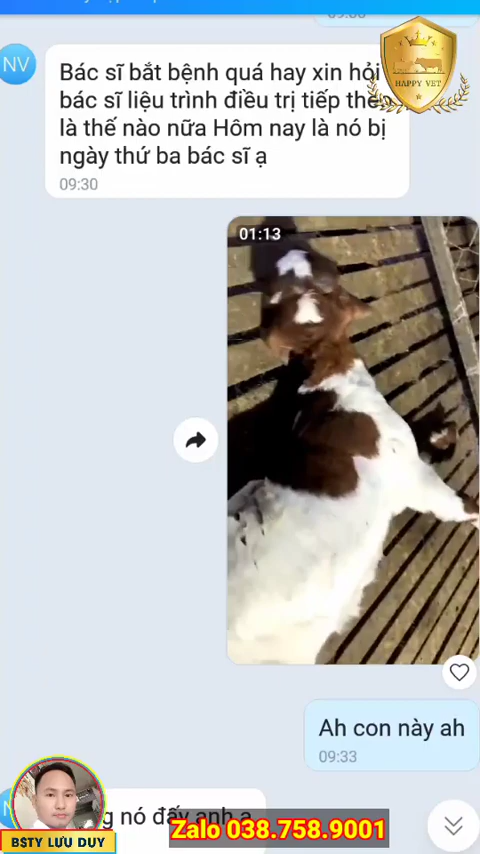 09:00
NV
Bác sĩ bắt bệnh quá hay xin hỏi
bác sĩ liệu trình điều trị tiếp
là thế nào nữa Hôm nay là nó bị
ngày thứ ba bác sĩ ạ
09:30
HAPPY VET
01:13
Ah con này ah
09:33
nó đấy anh ạ
Zalo 038.758.9001
BSTY LƯU DUY